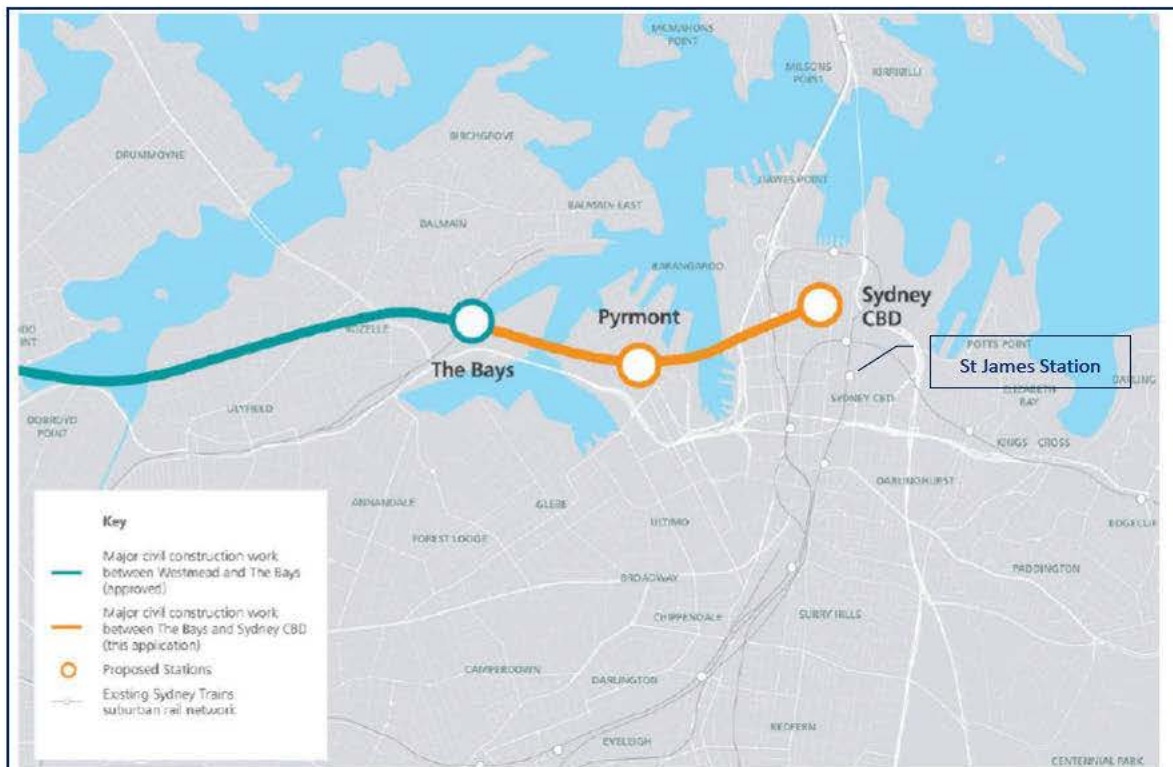 McMAHONS
POINT
MILSONS
POINT
KIRRIBILLI
BIRCHGROVE
DRUMMOYNE
DAWES POINT
BALMAIN EAST
BALMAIN
BARANGAROO
Sydney
CBD
Pyrmont
POTTS POINT
ROZELLE
St James Station
The Bays
DARLING
ELIZABETH
BAY
SYDNEY CBD
LILYFIELD
DOBROYD
POINT
KINGS CROSS
DARLINGHURST
ANNANDALE
GLEBE
ULTIMO
FOREST LODGE
EDGECLIF
BROADWAY
PADDINGTON
CHIPPENDALE
SURRY HILLS
CAMPERDOWN
DARLINGTON
REDFERN
EVELEIGH
CENTENNIAL PARK
Key
Major civil construction work
between Westmead and The Bays
(approved)
Major civil construction work
between The Bays and Sydney CBD
(this application)
Proposed Stations
Existing Sydney Trains
suburban rail network